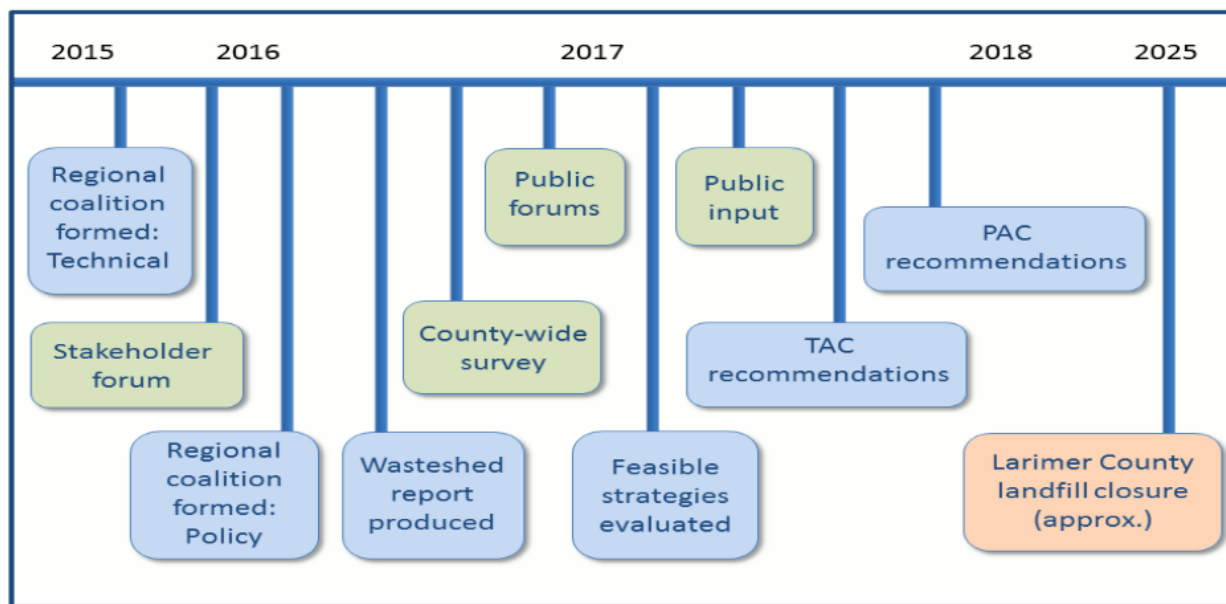 2015 2016 2017 2018 2025
Regional
coalition
formed:
Technical
Stakeholder
forum
Regional
coalition
formed:
Policy
Wasteshed
report
produced
County-wide
survey
Public
forums
Feasible
strategies
evaluated
Public
input
TAC
recommendations
PAC
recommendations
Larimer County
landfill closure
(approx.)